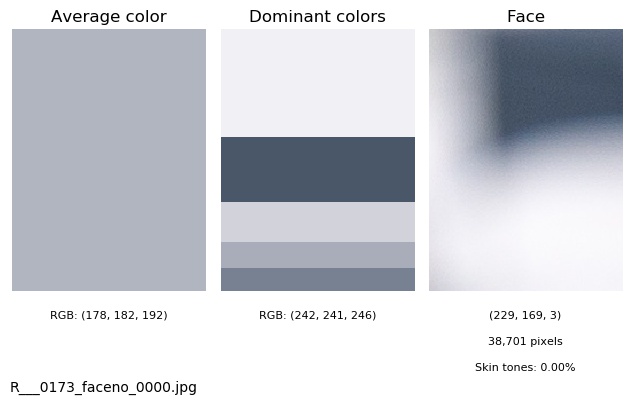 Average color
Dominant colors
Face
RGB: (178, 182, 192)
RGB: (242, 241, 246)
(229, 169, 3)
38,701 pixels
Skin tones: 0.00%
R___0173_faceno_0000.jpg